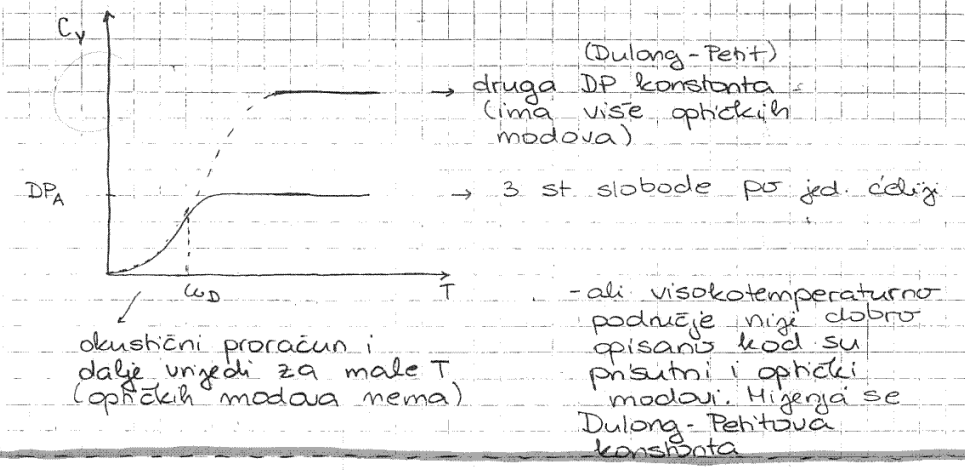 C_v
(Dulong-Petit)
→ druga DP konstanta
(ima više optičkih
modova)
DP_A
→ 3 st slobode po jed. ćeliji
ω_D
T
akustični proračun i
dalje vrijedi za male T
(optičkih modova nema)
- ali visokotemperaturno
područje nije dobro
opisano kad su
prisutni i optički
modovi. Mijenja se
Dulong-Petitova
konstanta